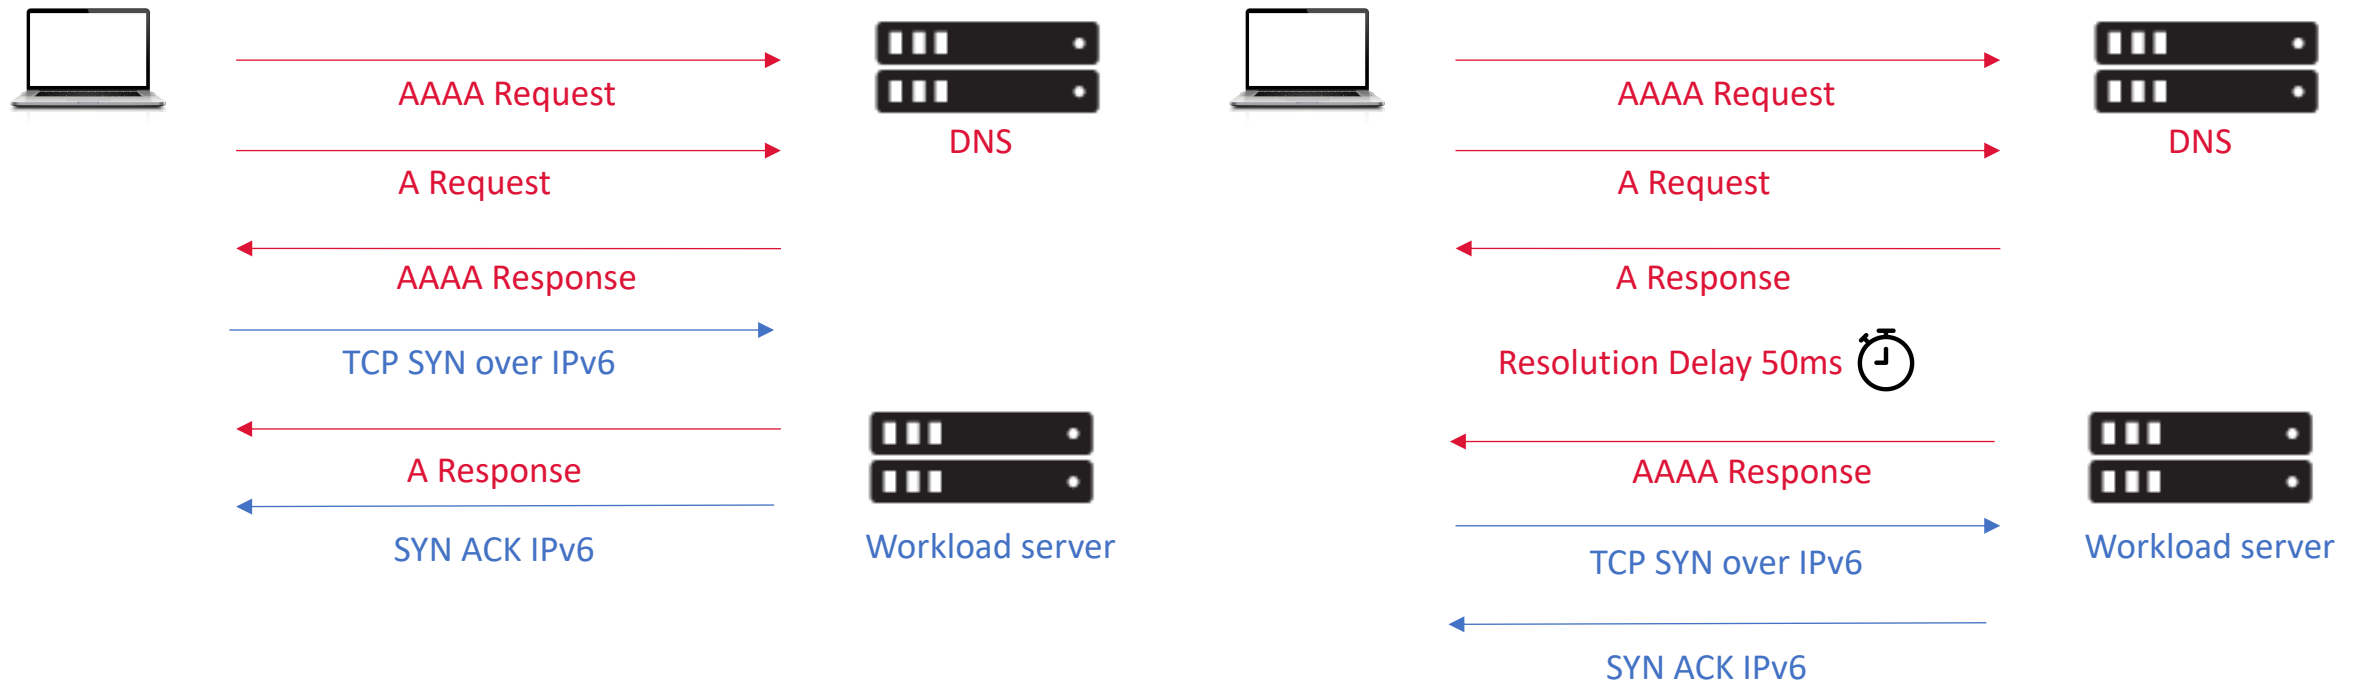 AAAA Request
DNS
A Request
AAAA Response
TCP SYN over IPv6
A Response
SYN ACK IPv6
Workload server
AAAA Request
DNS
A Request
A Response
Resolution Delay 50ms
AAAA Response
Workload server
TCP SYN over IPv6
SYN ACK IPv6